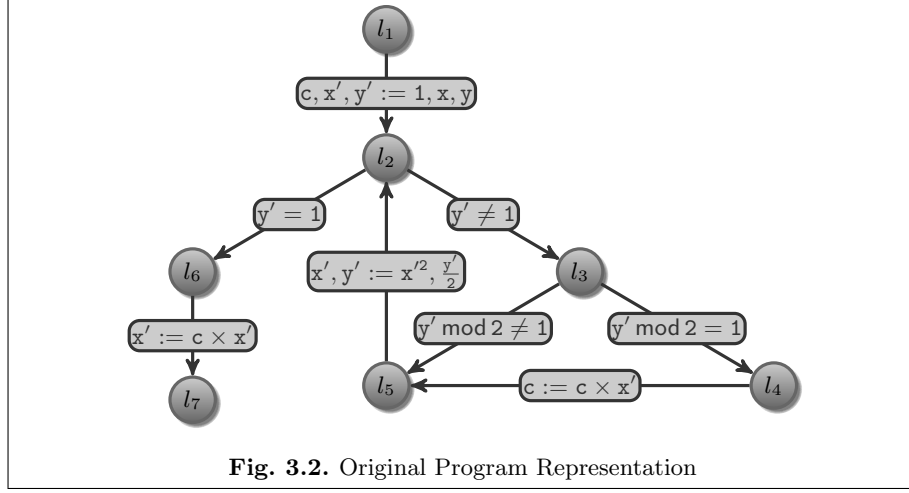 l₁
c, x′, y′ := 1, x, y
l₂
y′ = 1
y′ ≠ 1
l₆
x′, y′ := x′², y′/2
l₃
x′ := c × x′
y′ mod 2 ≠ 1
y′ mod 2 = 1
l₇
l₅
c := c × x′
l₄
Fig. 3.2. Original Program Representation